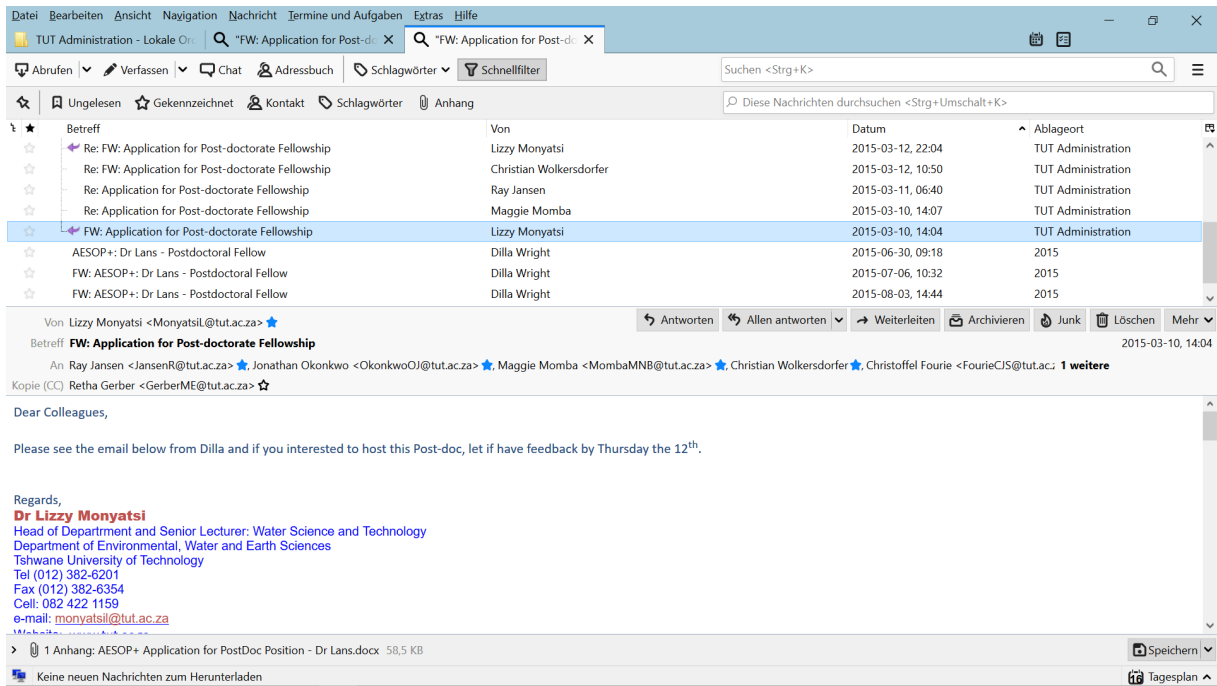 Datei Bearbeiten Ansicht Navigation Nachricht Termine und Aufgaben Extras Hilfe
TUT Administration - Lokale Orc "FW: Application for Post-dc "FW: Application for Post-dc
Abrufen Verfassen Chat Adressbuch Schlagwörter Schnellfilter Suchen <Strg+K>
Ungelesen Gekennzeichnet Kontakt Schlagwörter Anhang Diese Nachrichten durchsuchen <Strg+Umschalt+K>
Betreff Von Datum Ablageort
Re: FW: Application for Post-doctorate Fellowship Lizzy Monyatsi 2015-03-12, 22:04 TUT Administration
Re: FW: Application for Post-doctorate Fellowship Christian Wolkersdorfer 2015-03-12, 10:50 TUT Administration
Re: Application for Post-doctorate Fellowship Ray Jansen 2015-03-11, 06:40 TUT Administration
Re: Application for Post-doctorate Fellowship Maggie Momba 2015-03-10, 14:07 TUT Administration
FW: Application for Post-doctorate Fellowship Lizzy Monyatsi 2015-03-10, 14:04 TUT Administration
AESOP+: Dr Lans - Postdoctoral Fellow Dilla Wright 2015-06-30, 09:18 2015
FW: AESOP+: Dr Lans - Postdoctoral Fellow Dilla Wright 2015-07-06, 10:32 2015
FW: AESOP+: Dr Lans - Postdoctoral Fellow Dilla Wright 2015-08-03, 14:44 2015
Von Lizzy Monyatsi <MonyatsiL@tut.ac.za> Antworten Allen antworten Weiterleiten Archivieren Junk Löschen Mehr
Betreff FW: Application for Post-doctorate Fellowship 2015-03-10, 14:04
An Ray Jansen <JansenR@tut.ac.za>, Jonathan Okonkwo <OkonkwoOJ@tut.ac.za>, Maggie Momba <MombaMNB@tut.ac.za>, Christian Wolkersdorfer, Christoffel Fourie <FourieCJS@tut.ac.z 1 weitere
Kopie (CC) Retha Gerber <GerberME@tut.ac.za>
Dear Colleagues,
Please see the email below from Dilla and if you interested to host this Post-doc, let if have feedback by Thursday the 12th.
Regards,
Dr Lizzy Monyatsi
Head of Departrment and Senior Lecturer: Water Science and Technology
Department of Environmental, Water and Earth Sciences
Tshwane University of Technology
Tel (012) 382-6201
Fax (012) 382-6354
Cell: 082 422 1159
e-mail: monyatsil@tut.ac.za
1 Anhang: AESOP+ Application for PostDoc Position - Dr Lans.docx 58,5 KB Speichern
Keine neuen Nachrichten zum Herunterladen 16 Tagesplan